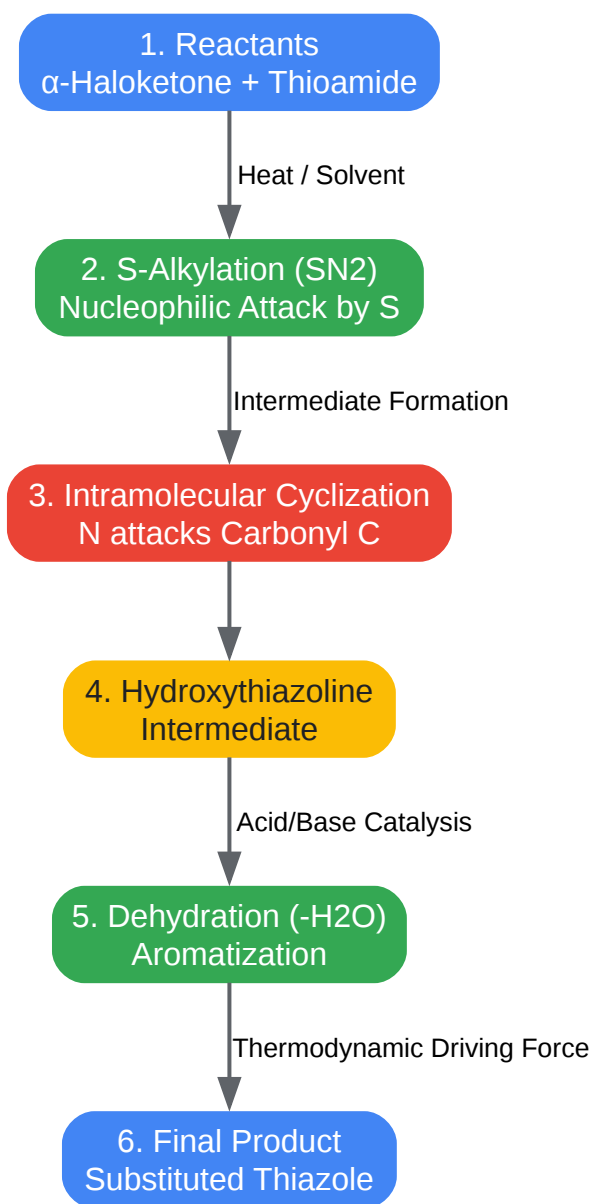 1. Reactants
α-Haloketone + Thioamide
Heat / Solvent
2. S-Alkylation (SN2)
Nucleophilic Attack by S
Intermediate Formation
3. Intramolecular Cyclization
N attacks Carbonyl C
4. Hydroxythiazoline
Intermediate
Acid/Base Catalysis
5. Dehydration (-H2O)
Aromatization
Thermodynamic Driving Force
6. Final Product
Substituted Thiazole